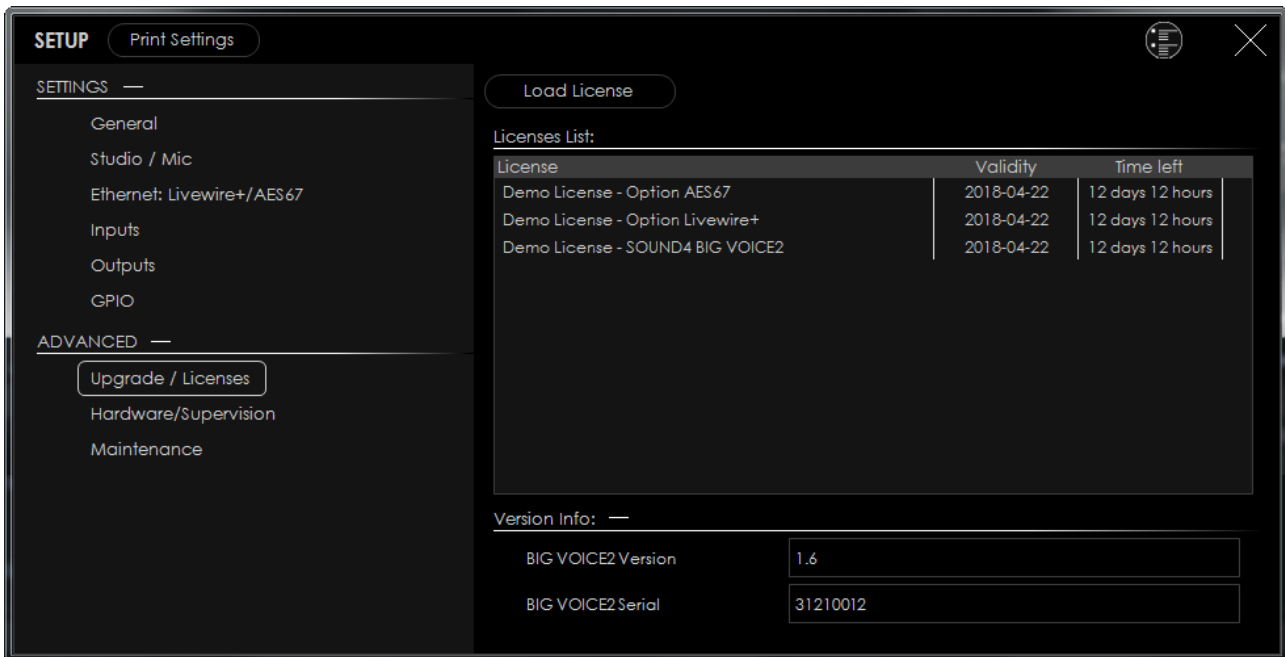 SETUP Print Settings
SETTINGS
General
Studio / Mic
Ethernet: Livewire+/AES67
Inputs
Outputs
GPIO
ADVANCED
Upgrade / Licenses
Hardware/Supervision
Maintenance
Load License
Licenses List:
License Validity Time left
Demo License - Option AES67 2018-04-22 12 days 12 hours
Demo License - Option Livewire+ 2018-04-22 12 days 12 hours
Demo License - SOUND4 BIG VOICE2 2018-04-22 12 days 12 hours
Version Info:
BIG VOICE2 Version 1.6
BIG VOICE2 Serial 31210012